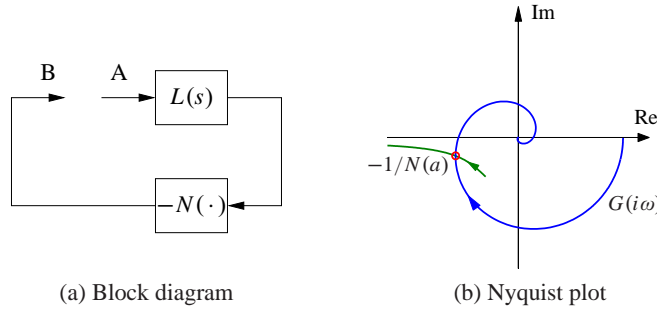 B
A
L(s)
−N( · )
(a) Block diagram
Im
Re
−1/N(a)
G(iω)
(b) Nyquist plot